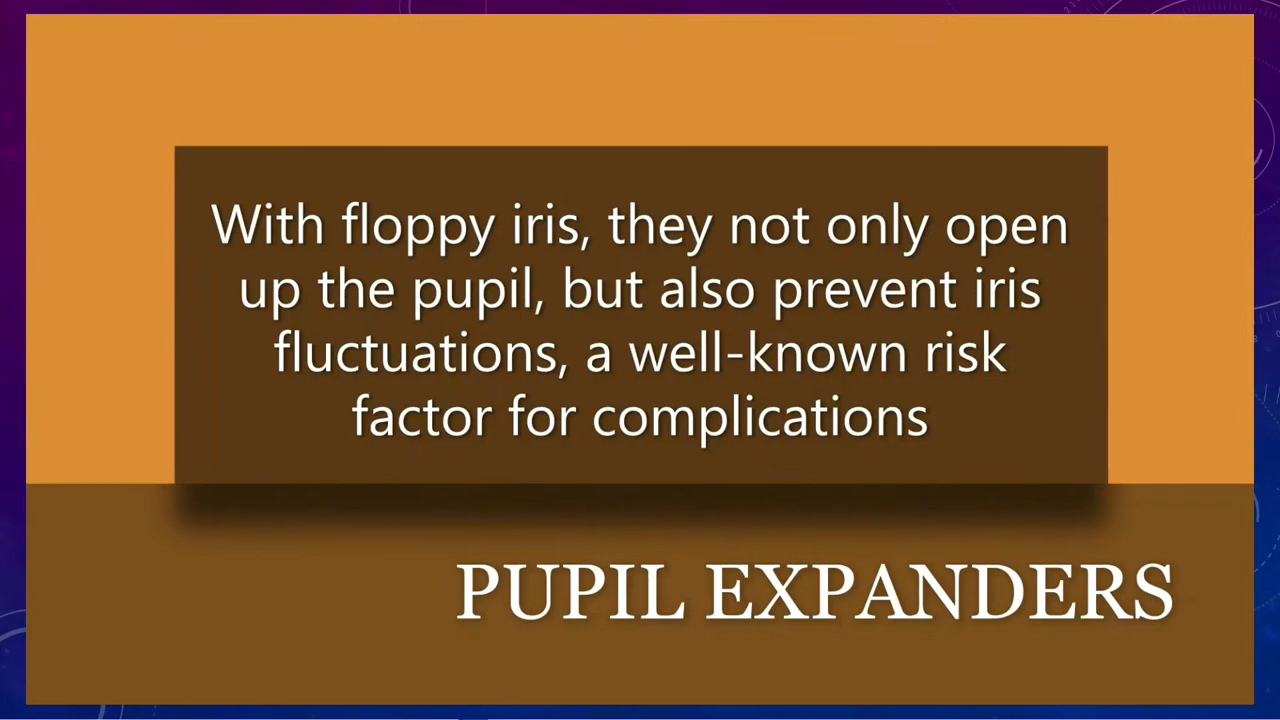 With floppy iris, they not only open
up the pupil, but also prevent iris
fluctuations, a well-known risk
factor for complications
PUPIL EXPANDERS